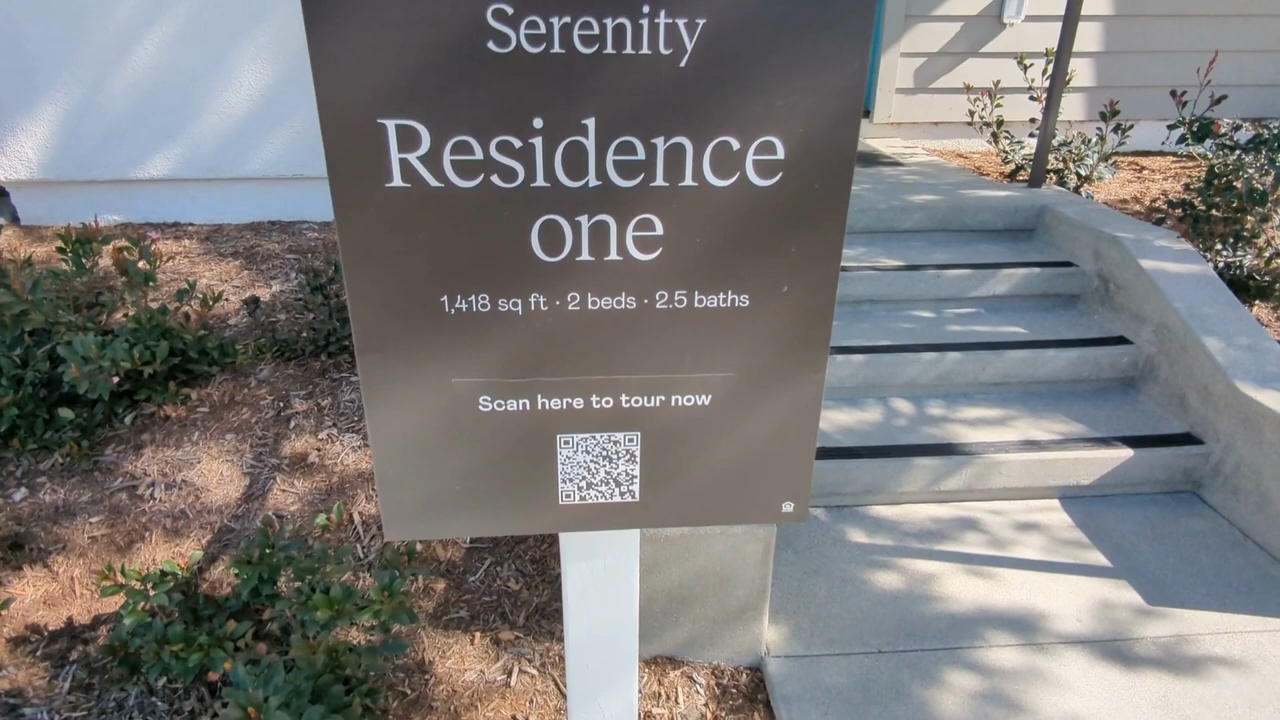 Serenity
Residence
one
1,418 sq ft · 2 beds · 2.5 baths
Scan here to tour now